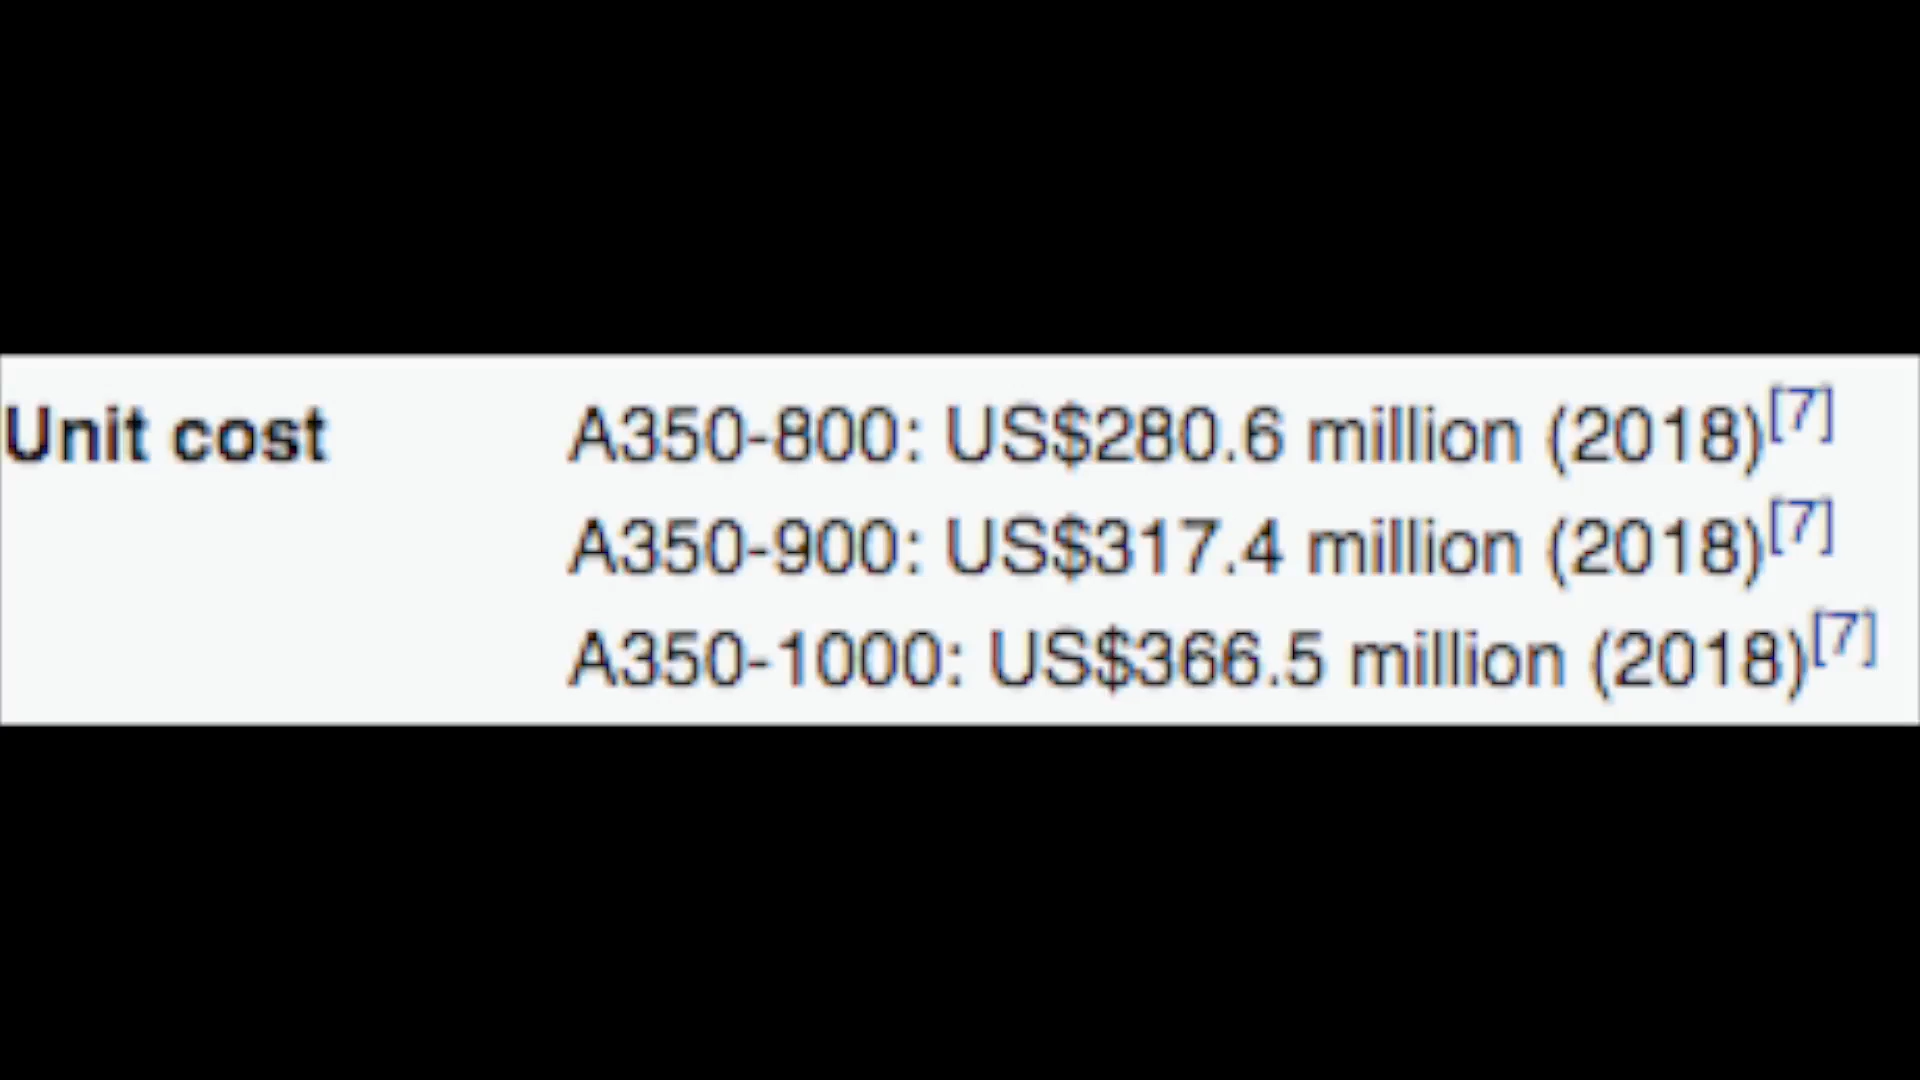 Unit cost A350-800: US$280.6 million (2018)[7]
A350-900: US$317.4 million (2018)[7]
A350-1000: US$366.5 million (2018)[7]